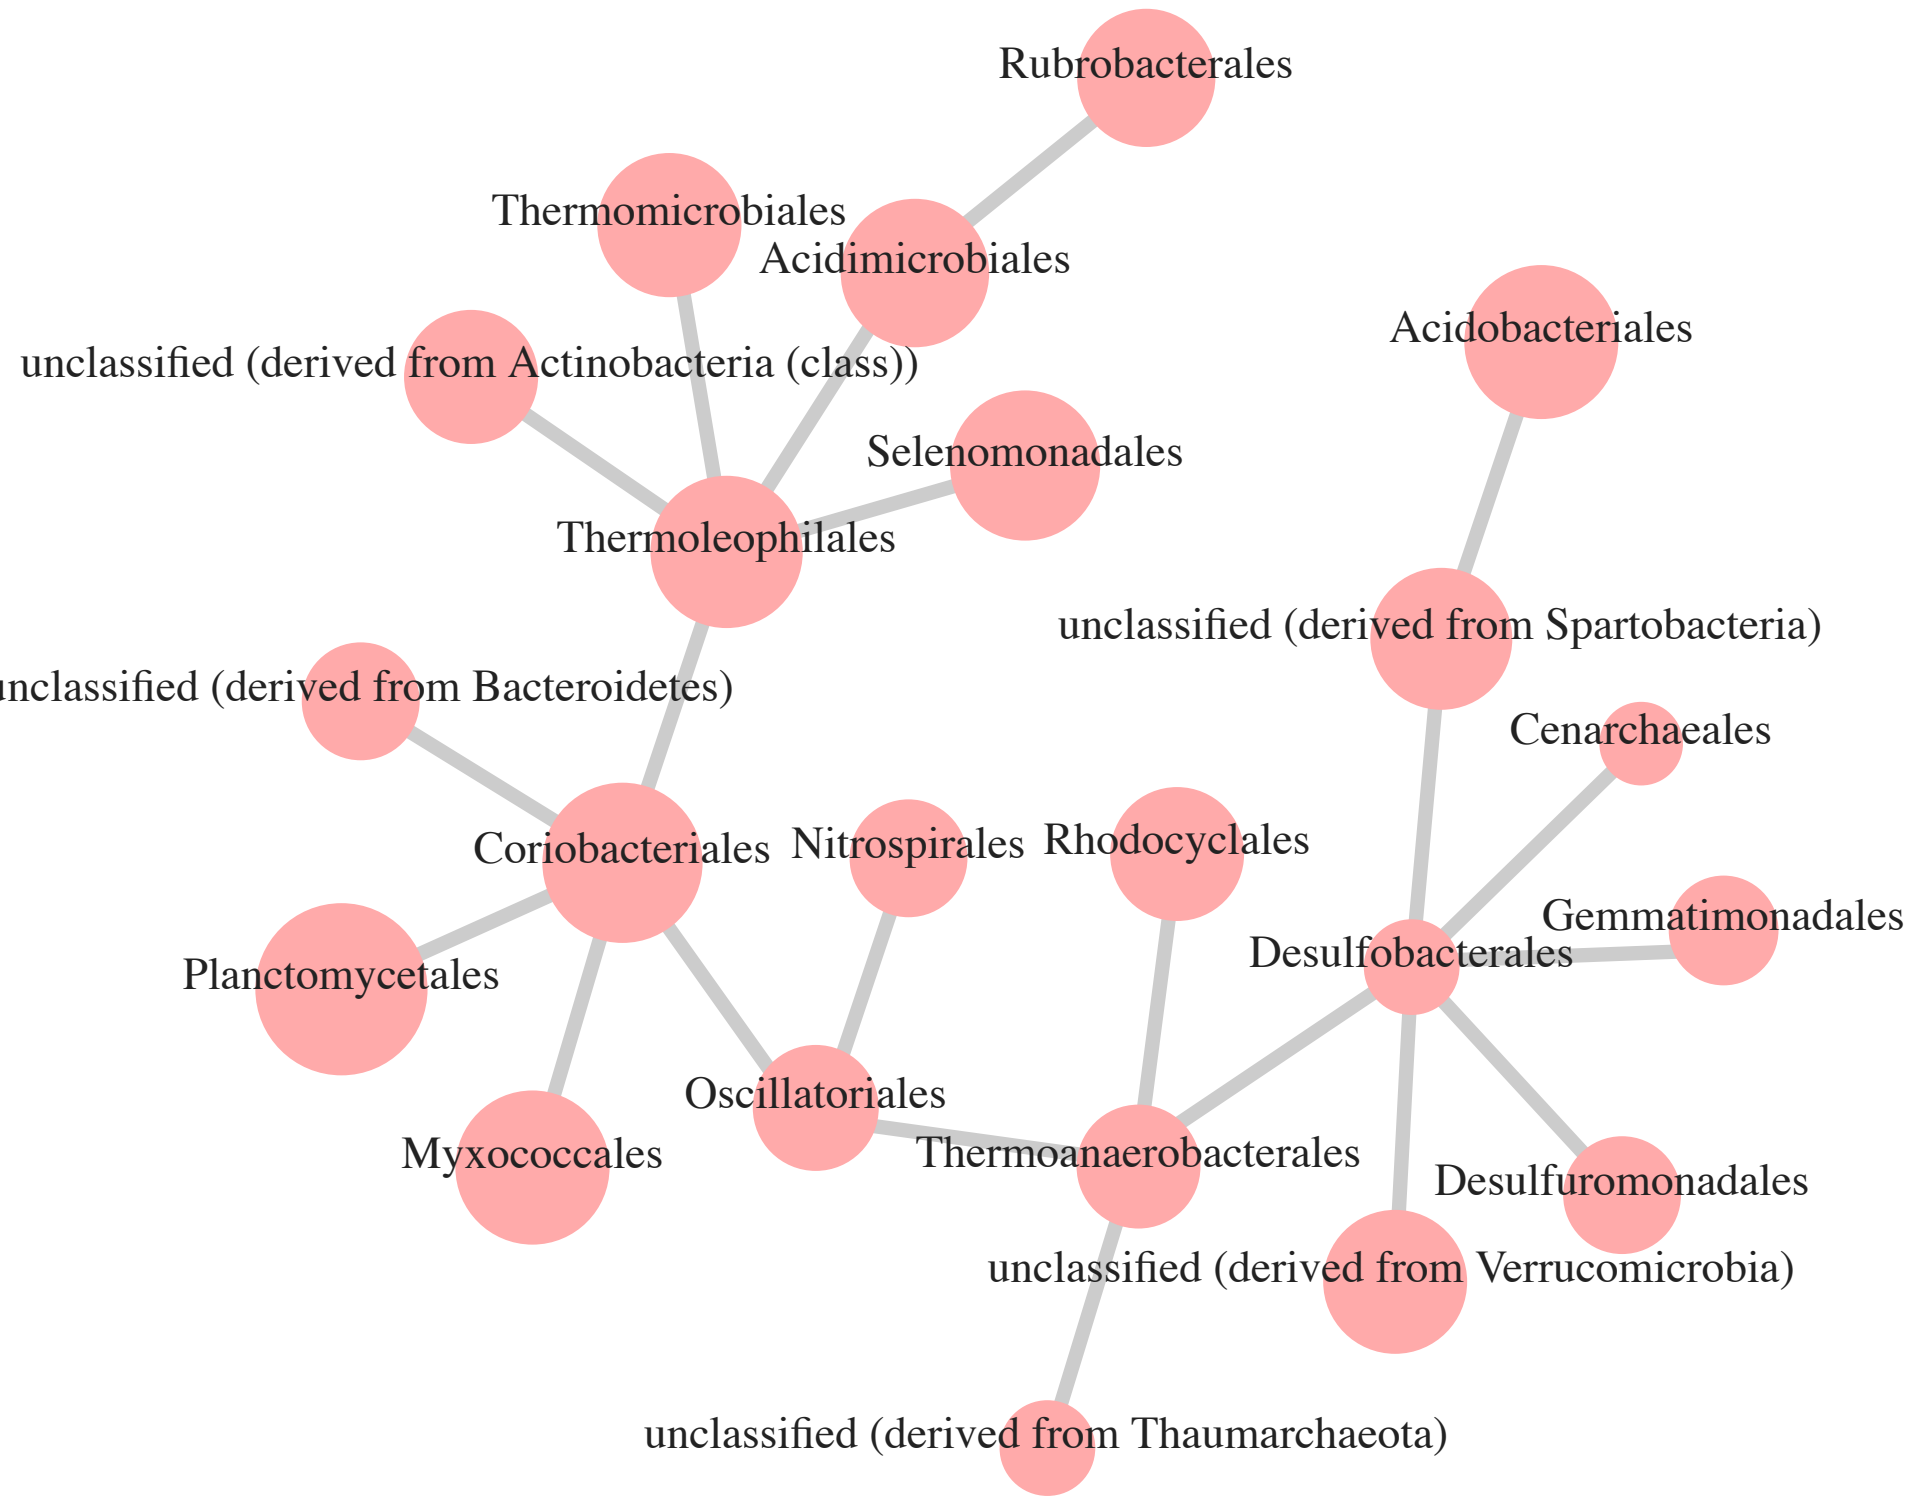 Rubrobacterales
Thermomicrobiales
Acidimicrobiales
Acidobacteriales
unclassified (derived from Actinobacteria (class))
Selenomonadales
Thermoleophilales
unclassified (derived from Spartobacteria)
unclassified (derived from Bacteroidetes)
Cenarchaeales
Coriobacteriales
Nitrospirales
Rhodocyclales
Gemmatimonadales
Desulfobacterales
Planctomycetales
Oscillatoriales
Myxococcales
Thermoanaerobacterales
Desulfuromonadales
unclassified (derived from Verrucomicrobia)
unclassified (derived from Thaumarchaeota)